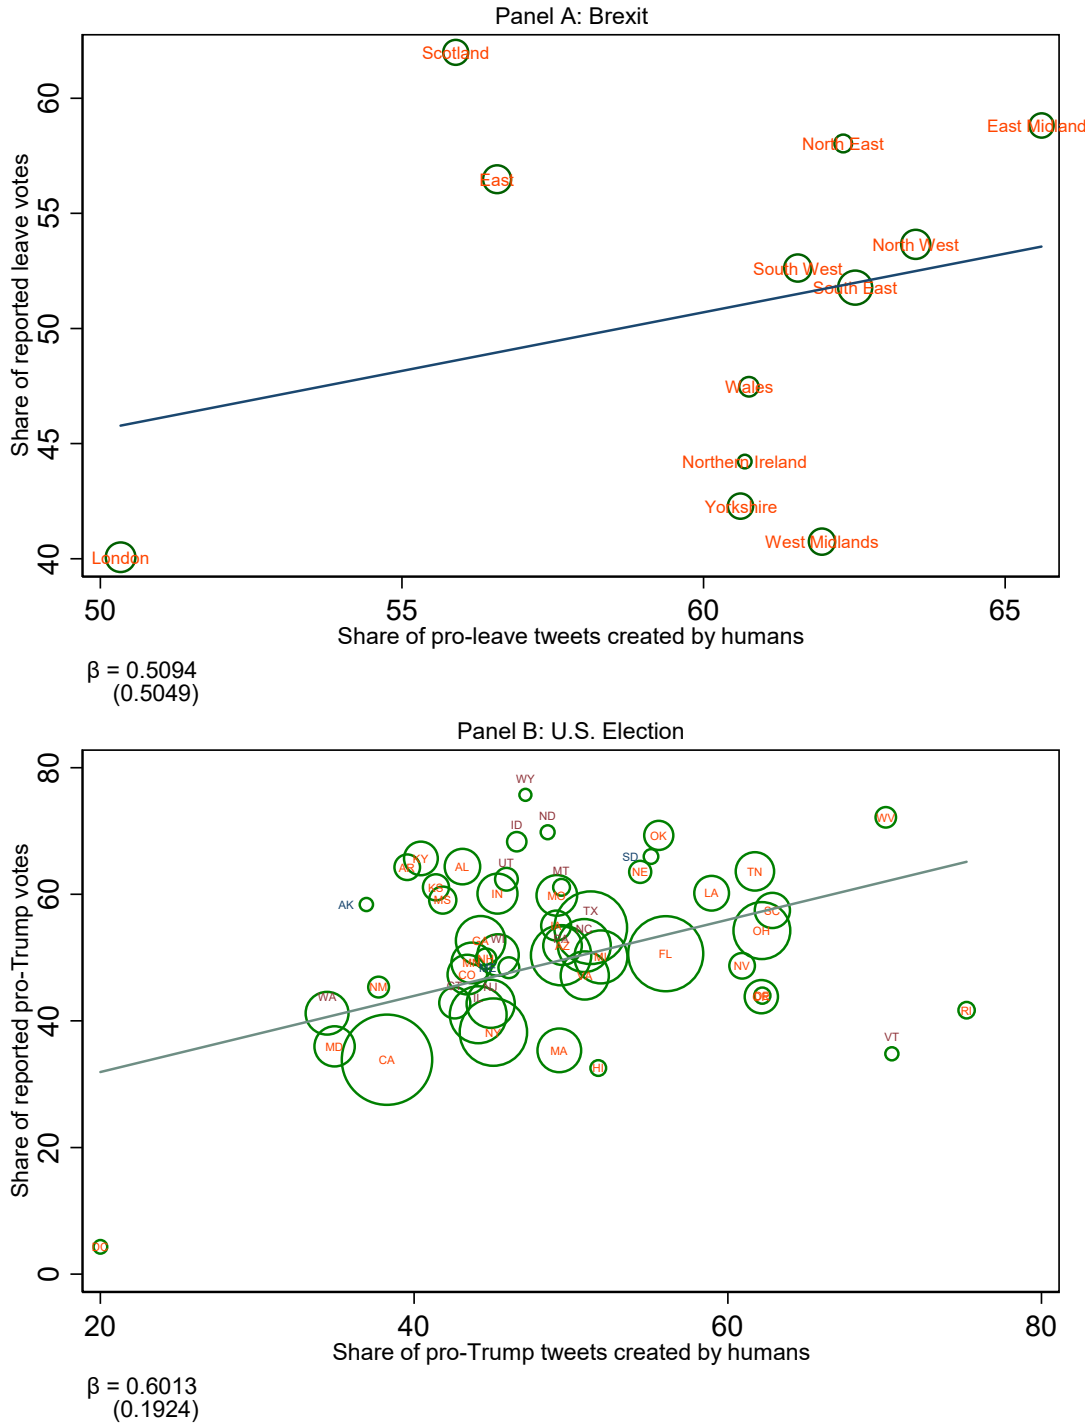 Panel A: Brexit
Share of reported leave votes
60
55
50
45
40
Scotland
East Midland
North East
East
North West
South West
South East
Wales
Northern Ireland
Yorkshire
West Midlands
London
50
55
60
65
Share of pro-leave tweets created by humans
β = 0.5094
(0.5049)
Panel B: U.S. Election
Share of reported pro-Trump votes
80
60
40
20
0
WY
ND
ID
WV
OK
SD
KY
AR
AL
UT
MT
NE
TN
KS
MS
IN
MO
LA
AK
TX
SC
NC
OH
GA
WI
AZ
MI
FL
NV
CO
VA
NM
RI
WA
NJ
NY
MD
CA
MA
HI
VT
DC
20
40
60
80
Share of pro-Trump tweets created by humans
β = 0.6013
(0.1924)